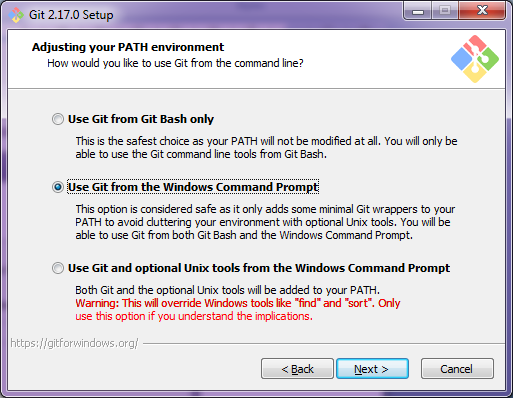 Git 2.17.0 Setup
Adjusting your PATH environment
How would you like to use Git from the command line?
Use Git from Git Bash only
This is the safest choice as your PATH will not be modified at all. You will only be
able to use the Git command line tools from Git Bash.
Use Git from the Windows Command Prompt
This option is considered safe as it only adds some minimal Git wrappers to your
PATH to avoid cluttering your environment with optional Unix tools. You will be
able to use Git from both Git Bash and the Windows Command Prompt.
Use Git and optional Unix tools from the Windows Command Prompt
Both Git and the optional Unix tools will be added to your PATH.
Warning: This will override Windows tools like "find" and "sort". Only
use this option if you understand the implications.
https://gitforwindows.org/
< Back Next > Cancel